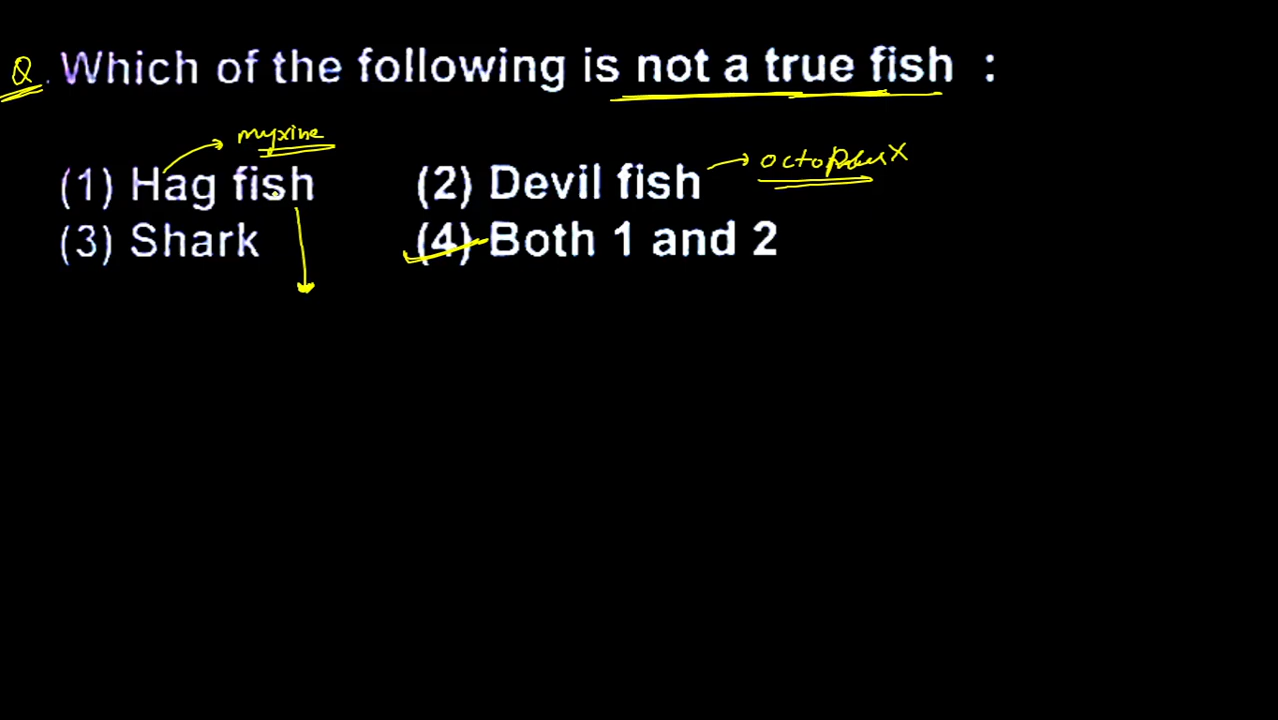 Q. Which of the following is not a true fish :
myxine
octopus X
(1) Hag fish (2) Devil fish
(3) Shark (4) Both 1 and 2